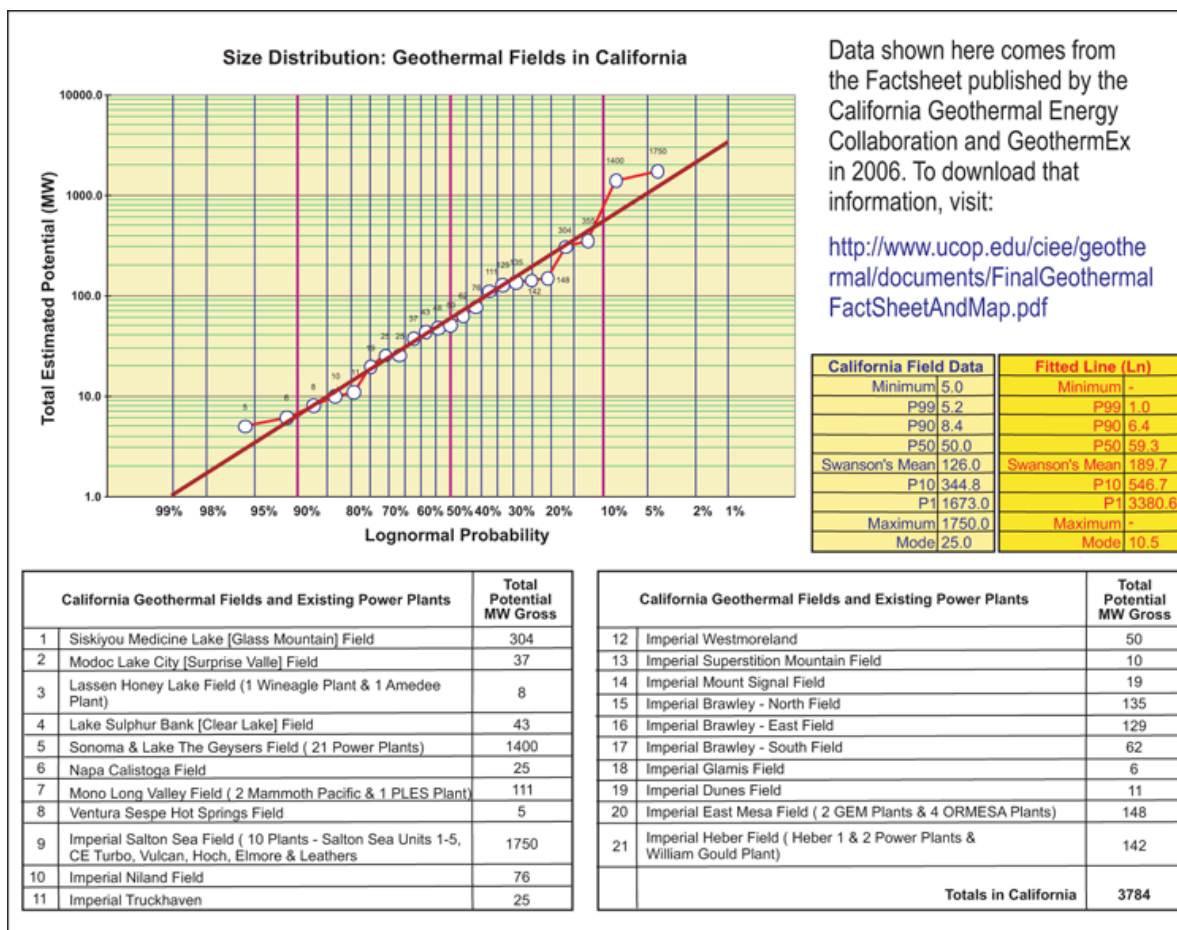 Size Distribution: Geothermal Fields in California
Total Estimated Potential (MW)
10000.0
1000.0
100.0
10.0
1.0
5
6
8
10
11
19
25
25
37
43
48
50
62
76
111
129
135
142
148
304
355
1400
1750
99% 98% 95% 90% 80% 70% 60% 50% 40% 30% 20% 10% 5% 2% 1%
Lognormal Probability
Data shown here comes from
the Factsheet published by the
California Geothermal Energy
Collaboration and GeothermEx
in 2006. To download that
information, visit:
http://www.ucop.edu/ciee/geothe
rmal/documents/FinalGeothermal
FactSheetAndMap.pdf
California Field Data
Minimum 5.0
P99 5.2
P90 8.4
P50 50.0
Swanson's Mean 126.0
P10 344.8
P1 1673.0
Maximum 1750.0
Mode 25.0
Fitted Line (Ln)
Minimum -
P99 1.0
P90 6.4
P50 59.3
Swanson's Mean 189.7
P10 546.7
P1 3380.6
Maximum -
Mode 10.5
California Geothermal Fields and Existing Power Plants
Total
Potential
MW Gross
1 Siskiyou Medicine Lake [Glass Mountain] Field 304
2 Modoc Lake City [Surprise Valle] Field 37
3 Lassen Honey Lake Field (1 Wineagle Plant & 1 Amedee
Plant) 8
4 Lake Sulphur Bank [Clear Lake] Field 43
5 Sonoma & Lake The Geysers Field ( 21 Power Plants) 1400
6 Napa Calistoga Field 25
7 Mono Long Valley Field ( 2 Mammoth Pacific & 1 PLES Plant) 111
8 Ventura Sespe Hot Springs Field 5
9 Imperial Salton Sea Field ( 10 Plants - Salton Sea Units 1-5,
CE Turbo, Vulcan, Hoch, Elmore & Leathers 1750
10 Imperial Niland Field 76
11 Imperial Truckhaven 25
California Geothermal Fields and Existing Power Plants
Total
Potential
MW Gross
12 Imperial Westmoreland 50
13 Imperial Superstition Mountain Field 10
14 Imperial Mount Signal Field 19
15 Imperial Brawley - North Field 135
16 Imperial Brawley - East Field 129
17 Imperial Brawley - South Field 62
18 Imperial Glamis Field 6
19 Imperial Dunes Field 11
20 Imperial East Mesa Field ( 2 GEM Plants & 4 ORMESA Plants) 148
21 Imperial Heber Field ( Heber 1 & 2 Power Plants &
William Gould Plant) 142
Totals in California 3784